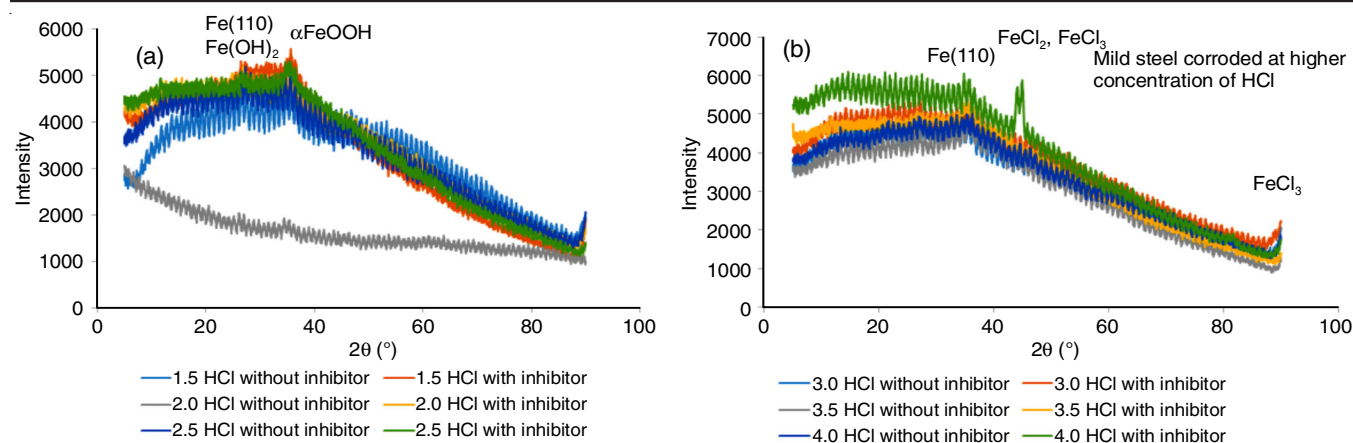 (a)
Fe(110)
Fe(OH)2
αFeOOH
6000
5000
4000
3000
2000
1000
0
Intensity
0 20 40 60 80 100
2θ (°)
1.5 HCl without inhibitor 1.5 HCl with inhibitor
2.0 HCl without inhibitor 2.0 HCl with inhibitor
2.5 HCl without inhibitor 2.5 HCl with inhibitor
(b)
Fe(110)
FeCl2, FeCl3
Mild steel corroded at higher
concentration of HCl
FeCl3
7000
6000
5000
4000
3000
2000
1000
0
Intensity
0 20 40 60 80 100
2θ (°)
3.0 HCl without inhibitor 3.0 HCl with inhibitor
3.5 HCl without inhibitor 3.5 HCl with inhibitor
4.0 HCl without inhibitor 4.0 HCl with inhibitor